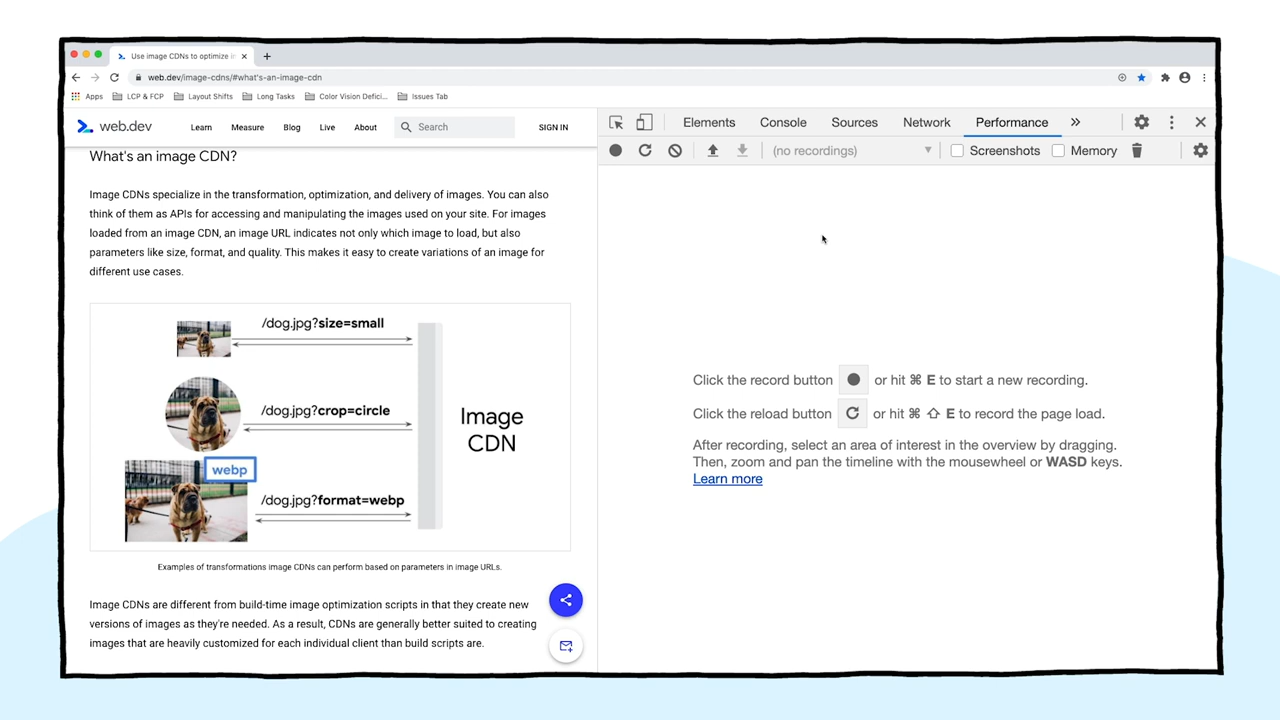 Use image CDNs to optimize i
web.dev/image-cdns/#what's-an-image-cdn
Apps LCP & FCP Layout Shifts Long Tasks Color Vision Defici... Issues Tab
web.dev Learn Measure Blog Live About Search SIGN IN
What's an image CDN?
Image CDNs specialize in the transformation, optimization, and delivery of images. You can also
think of them as APIs for accessing and manipulating the images used on your site. For images
loaded from an image CDN, an image URL indicates not only which image to load, but also
parameters like size, format, and quality. This makes it easy to create variations of an image for
different use cases.
/dog.jpg?size=small
/dog.jpg?crop=circle
Image
CDN
webp
/dog.jpg?format=webp
Examples of transformations image CDNs can perform based on parameters in image URLs.
Image CDNs are different from build-time image optimization scripts in that they create new
versions of images as they're needed. As a result, CDNs are generally better suited to creating
images that are heavily customized for each individual client than build scripts are.
Elements Console Sources Network Performance
(no recordings) Screenshots Memory
Click the record button or hit ⌘ E to start a new recording.
Click the reload button or hit ⌘ ⇧ E to record the page load.
After recording, select an area of interest in the overview by dragging.
Then, zoom and pan the timeline with the mousewheel or WASD keys.
Learn more